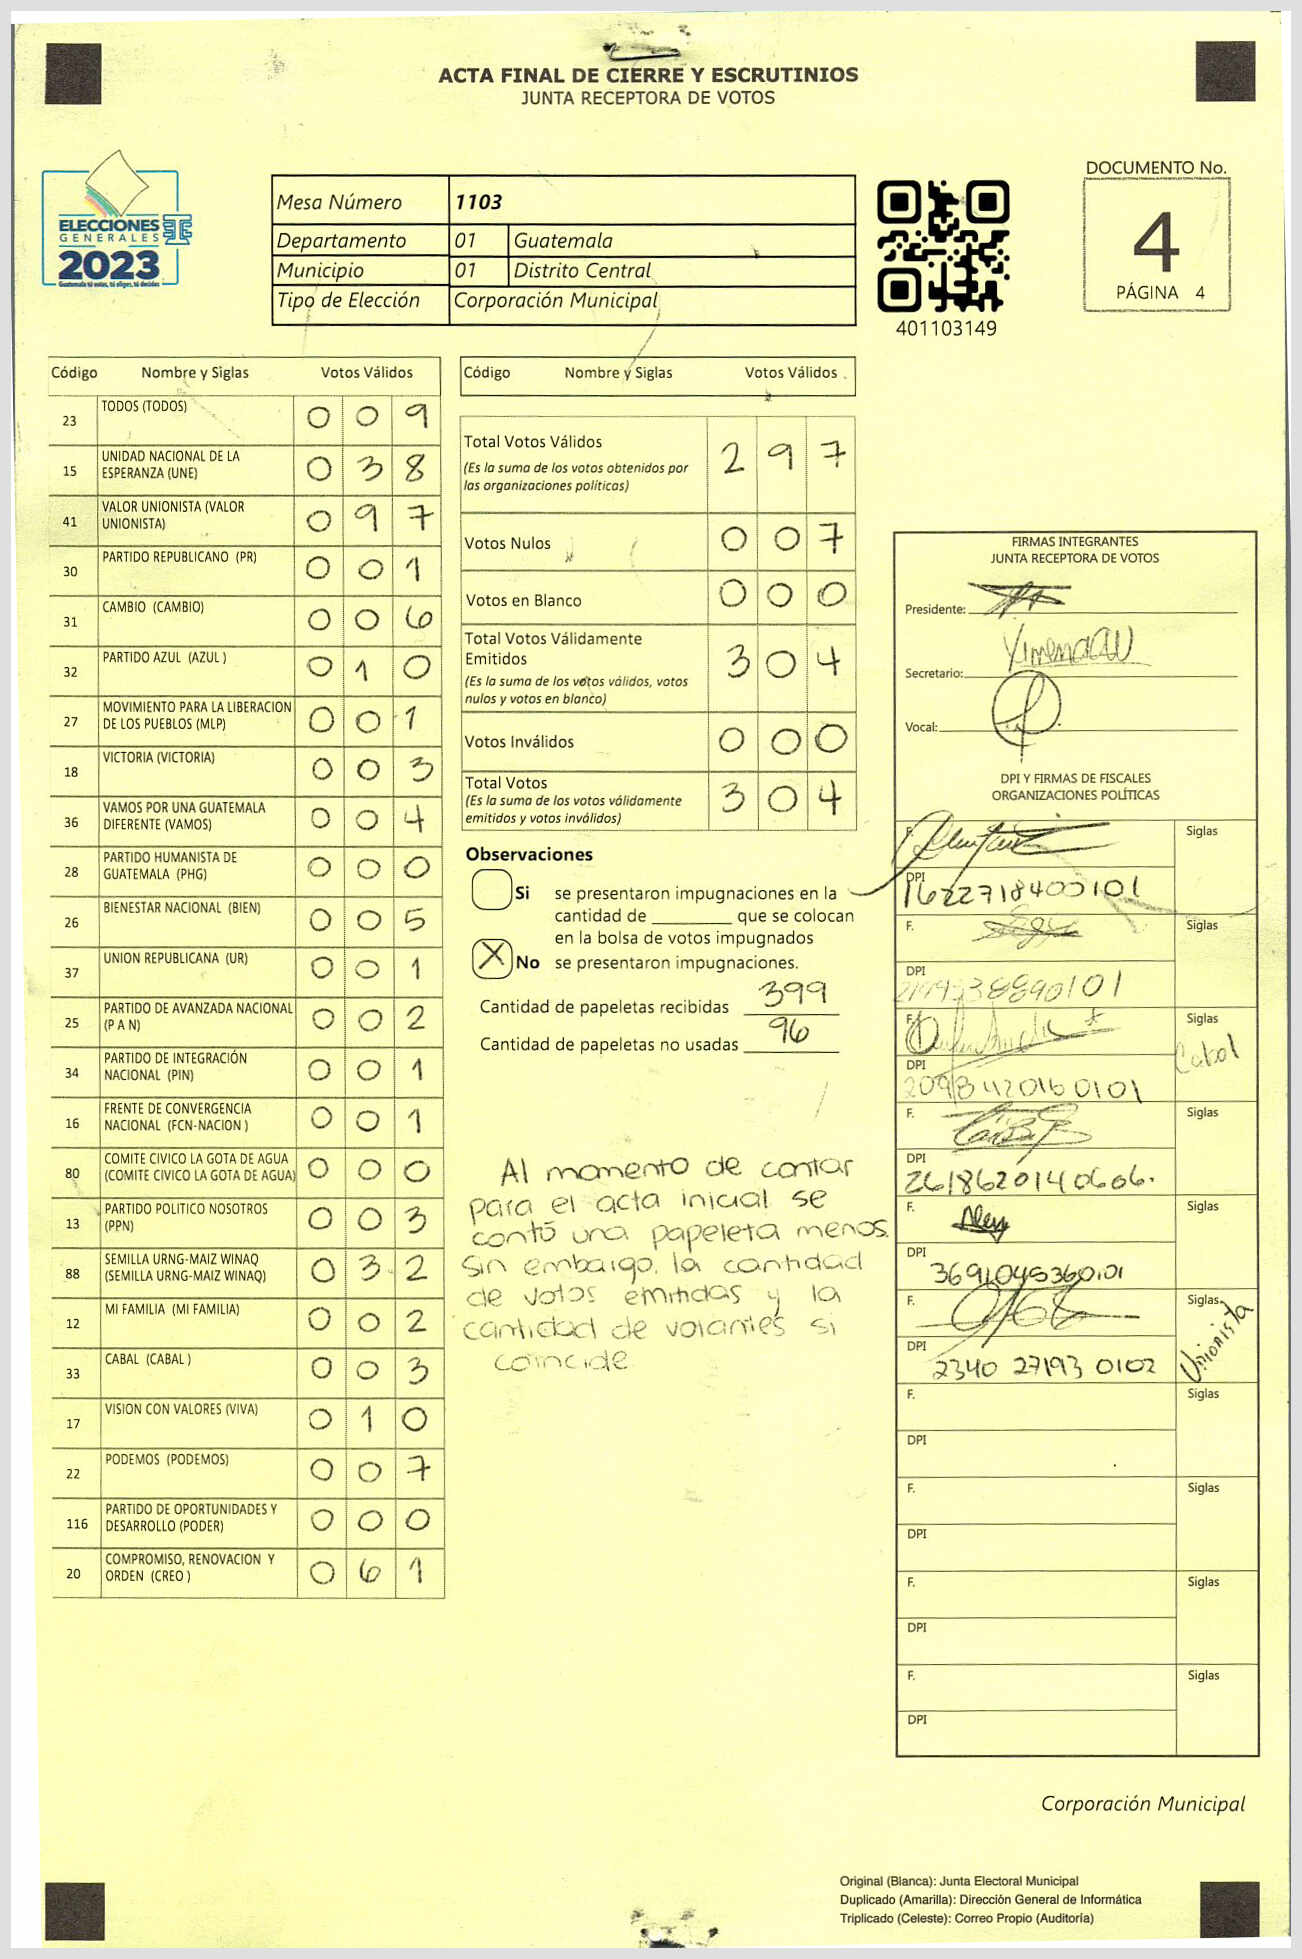 ACTA FINAL DE CIERRE Y ESCRUTINIOS
JUNTA RECEPTORA DE VOTOS
ELECCIONES
GENERALES
2023
Guatemala tú votas, tú eliges, tú decides
Mesa Número 1103
Departamento 01 Guatemala
Municipio 01 Distrito Central
Tipo de Elección Corporación Municipal
401103149
DOCUMENTO No.
4
PÁGINA 4
Código Nombre y Siglas Votos Válidos
23 TODOS (TODOS) 0 0 9
15 UNIDAD NACIONAL DE LA ESPERANZA (UNE) 0 3 8
41 VALOR UNIONISTA (VALOR UNIONISTA) 0 9 7
30 PARTIDO REPUBLICANO (PR) 0 0 1
31 CAMBIO (CAMBIO) 0 0 6
32 PARTIDO AZUL (AZUL ) 0 1 0
27 MOVIMIENTO PARA LA LIBERACION DE LOS PUEBLOS (MLP) 0 0 1
18 VICTORIA (VICTORIA) 0 0 3
36 VAMOS POR UNA GUATEMALA DIFERENTE (VAMOS) 0 0 4
28 PARTIDO HUMANISTA DE GUATEMALA (PHG) 0 0 0
26 BIENESTAR NACIONAL (BIEN) 0 0 5
37 UNION REPUBLICANA (UR) 0 0 1
25 PARTIDO DE AVANZADA NACIONAL (P A N) 0 0 2
34 PARTIDO DE INTEGRACIÓN NACIONAL (PIN) 0 0 1
16 FRENTE DE CONVERGENCIA NACIONAL (FCN-NACION ) 0 0 1
80 COMITE CIVICO LA GOTA DE AGUA (COMITE CIVICO LA GOTA DE AGUA) 0 0 0
13 PARTIDO POLITICO NOSOTROS (PPN) 0 0 3
88 SEMILLA URNG-MAIZ WINAQ (SEMILLA URNG-MAIZ WINAQ) 0 3 2
12 MI FAMILIA (MI FAMILIA) 0 0 2
33 CABAL (CABAL ) 0 0 3
17 VISION CON VALORES (VIVA) 0 1 0
22 PODEMOS (PODEMOS) 0 0 7
116 PARTIDO DE OPORTUNIDADES Y DESARROLLO (PODER) 0 0 0
20 COMPROMISO, RENOVACION Y ORDEN (CREO ) 0 6 1
Código Nombre y Siglas Votos Válidos
Total Votos Válidos 2 9 7
(Es la suma de los votos obtenidos por
las organizaciones políticas)
Votos Nulos 0 0 7
Votos en Blanco 0 0 0
Total Votos Válidamente
Emitidos 3 0 4
(Es la suma de los votos válidos, votos
nulos y votos en blanco)
Votos Inválidos 0 0 0
Total Votos 3 0 4
(Es la suma de los votos válidamente
emitidos y votos inválidos)
Observaciones
Si se presentaron impugnaciones en la
cantidad de ________ que se colocan
en la bolsa de votos impugnados
X No se presentaron impugnaciones.
Cantidad de papeletas recibidas 399
Cantidad de papeletas no usadas 96
Al momento de contar
para el acta inicial se
contó una papeleta menos.
Sin embargo, la cantidad
de votos emitidas y la
cantidad de votantes si
coincide
FIRMAS INTEGRANTES
JUNTA RECEPTORA DE VOTOS
Presidente:
Secretario:
Vocal:
DPI Y FIRMAS DE FISCALES
ORGANIZACIONES POLÍTICAS
F. Siglas
DPI 1622718400101
F. Siglas
DPI
F. Siglas Cabal
DPI
F. Siglas
DPI 2618620140606.
F. Siglas
DPI
F. Siglas Unionista
DPI 2340 27193 0102
F. Siglas
DPI
F. Siglas
DPI
F. Siglas
DPI
F. Siglas
DPI
Corporación Municipal
Original (Blanca): Junta Electoral Municipal
Duplicado (Amarilla): Dirección General de Informática
Triplicado (Celeste): Correo Propio (Auditoría)